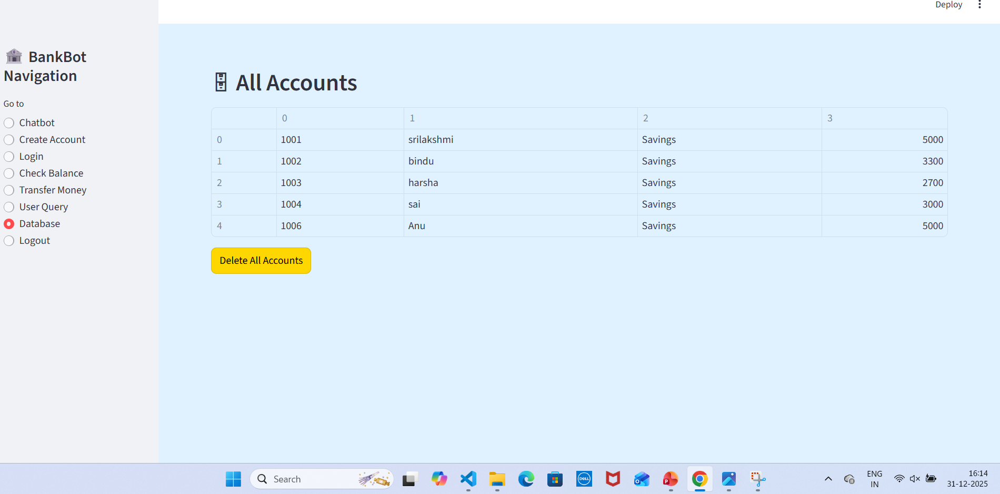 Deploy
BankBot
Navigation
Go to
Chatbot
Create Account
Login
Check Balance
Transfer Money
User Query
Database
Logout
All Accounts
0 1 2 3
0 1001 srilakshmi Savings 5000
1 1002 bindu Savings 3300
2 1003 harsha Savings 2700
3 1004 sai Savings 3000
4 1006 Anu Savings 5000
Delete All Accounts
Search
DELL
O
P
ENG
IN
16:14
31-12-2025